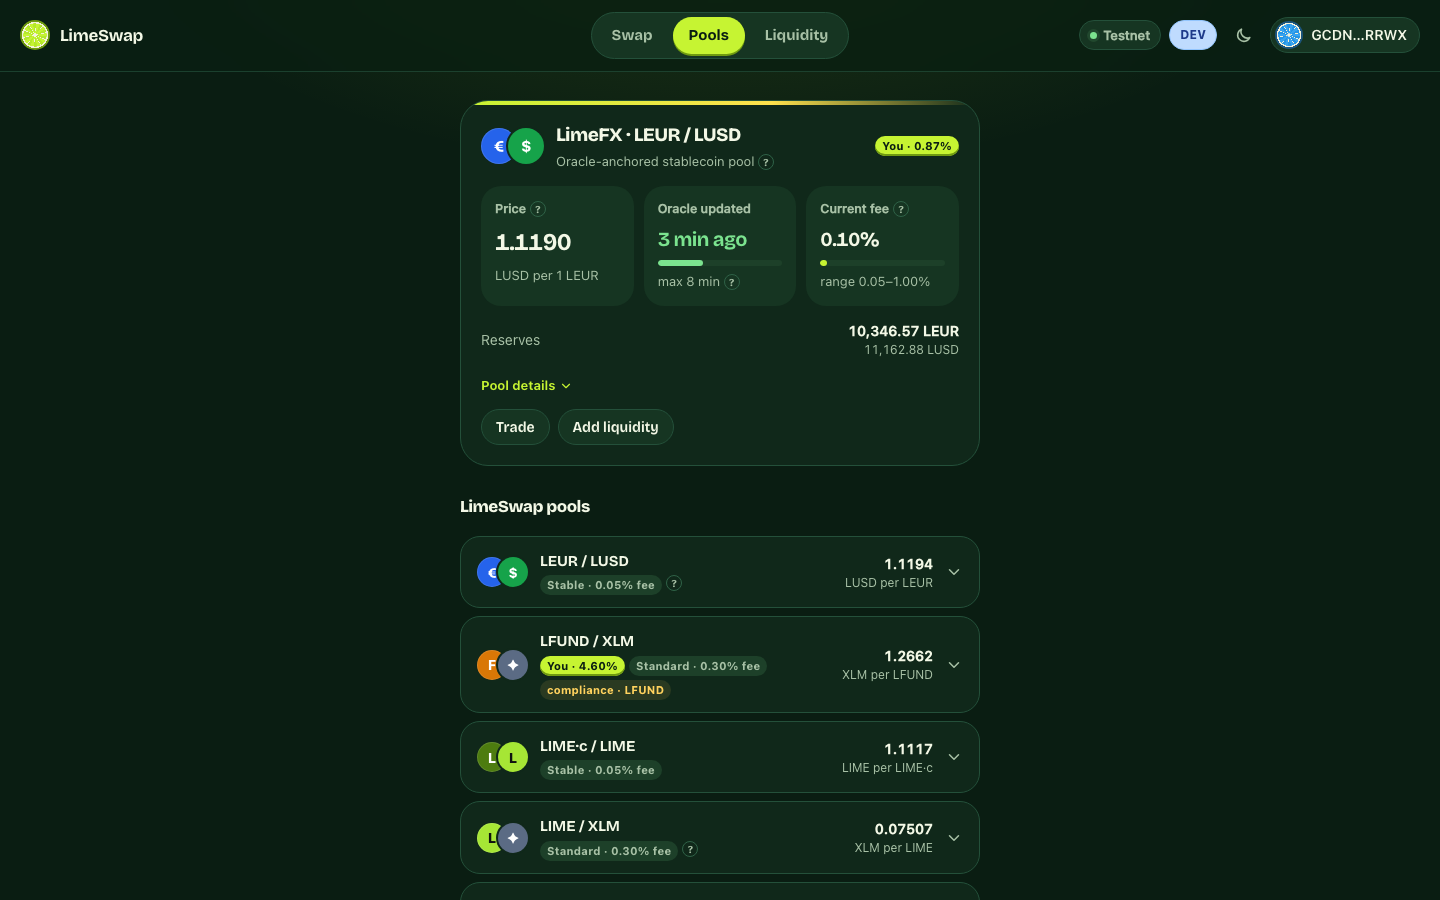 LimeSwap
Swap
Pools
Liquidity
Testnet
DEV
GCDN...RRWX
€ $
LimeFX · LEUR / LUSD
Oracle-anchored stablecoin pool ?
You · 0.87%
Price ?
1.1190
LUSD per 1 LEUR
Oracle updated
3 min ago
max 8 min ?
Current fee ?
0.10%
range 0.05–1.00%
Reserves
10,346.57 LEUR
11,162.88 LUSD
Pool details
Trade
Add liquidity
LimeSwap pools
€ $
LEUR / LUSD
Stable · 0.05% fee ?
1.1194
LUSD per LEUR
F
LFUND / XLM
You · 4.60% Standard · 0.30% fee
compliance · LFUND
1.2662
XLM per LFUND
L L
LIME·c / LIME
Stable · 0.05% fee
1.1117
LIME per LIME·c
L
LIME / XLM
Standard · 0.30% fee ?
0.07507
XLM per LIME